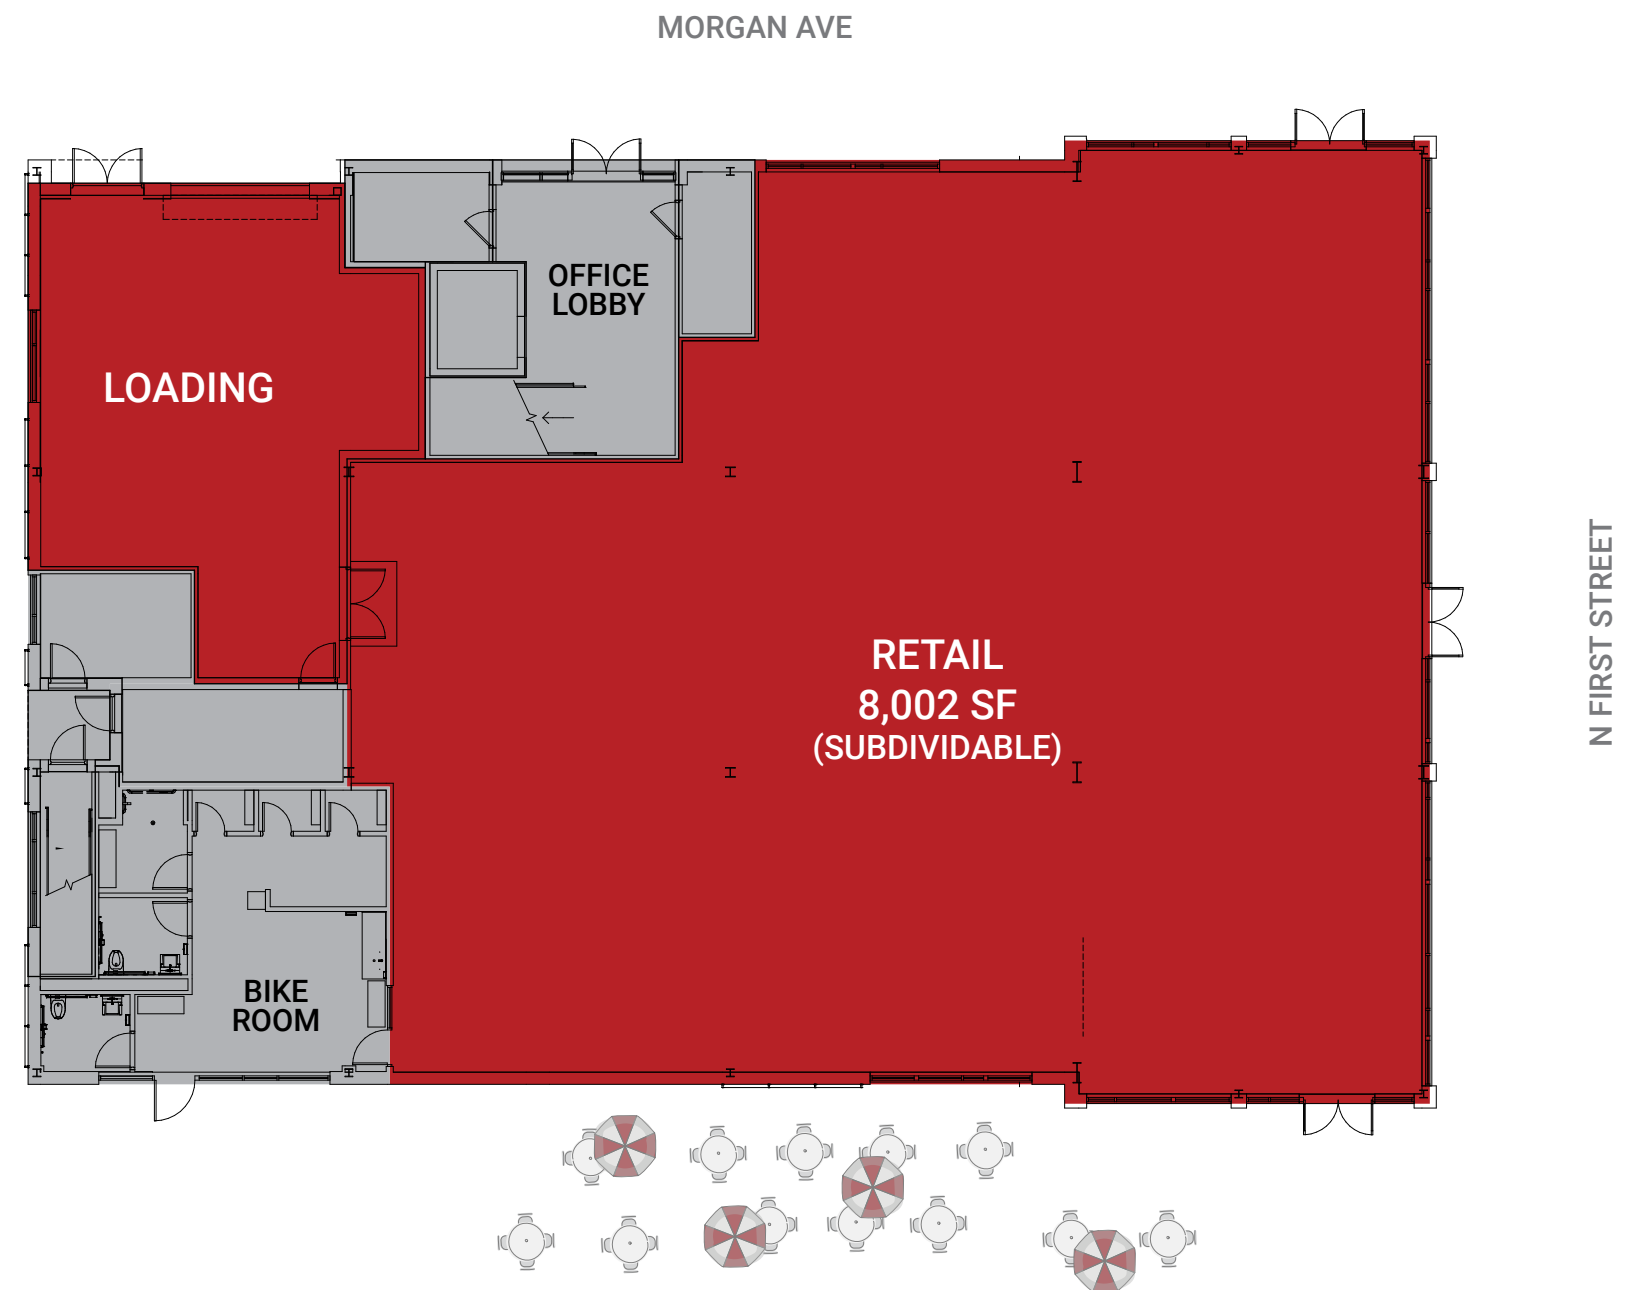 MORGAN AVE
OFFICE
LOBBY
LOADING
N FIRST STREET
RETAIL
8,002 SF
(SUBDIVIDABLE)
BIKE
ROOM